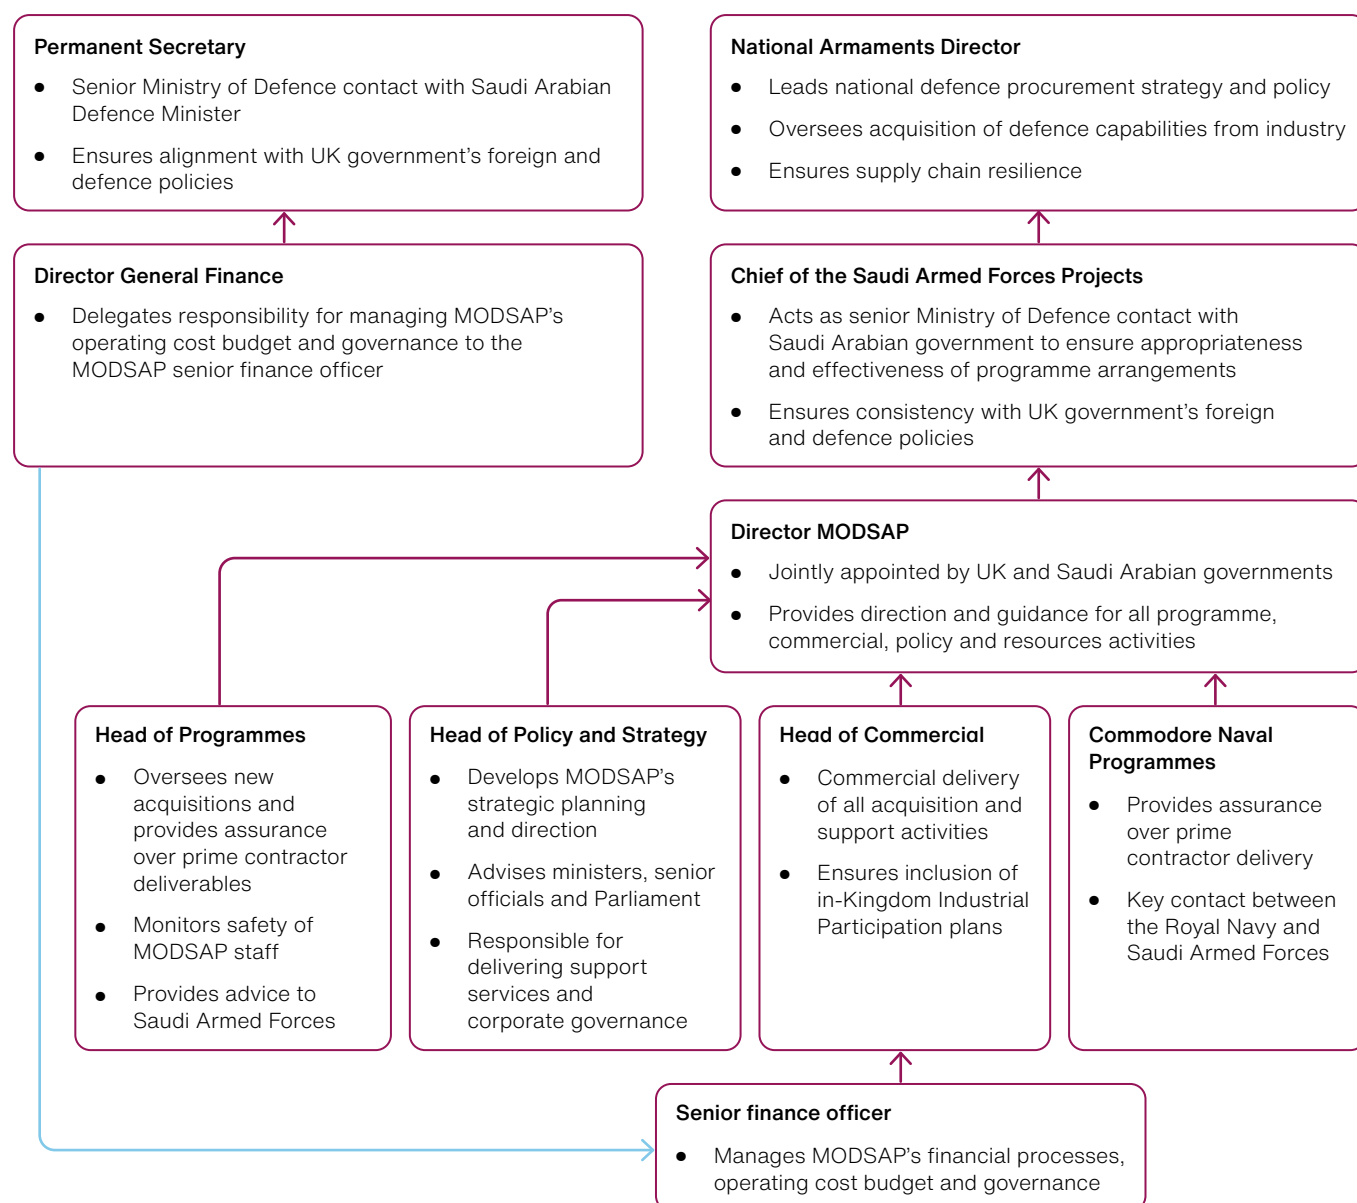 Permanent Secretary
● Senior Ministry of Defence contact with Saudi Arabian
Defence Minister
● Ensures alignment with UK government’s foreign and
defence policies
National Armaments Director
● Leads national defence procurement strategy and policy
● Oversees acquisition of defence capabilities from industry
● Ensures supply chain resilience
Director General Finance
● Delegates responsibility for managing MODSAP’s
operating cost budget and governance to the
MODSAP senior finance officer
Chief of the Saudi Armed Forces Projects
● Acts as senior Ministry of Defence contact with
Saudi Arabian government to ensure appropriateness
and effectiveness of programme arrangements
● Ensures consistency with UK government’s foreign
and defence policies
Director MODSAP
● Jointly appointed by UK and Saudi Arabian governments
● Provides direction and guidance for all programme,
commercial, policy and resources activities
Head of Programmes
● Oversees new
acquisitions and
provides assurance
over prime contractor
deliverables
● Monitors safety of
MODSAP staff
● Provides advice to
Saudi Armed Forces
Head of Policy and Strategy
● Develops MODSAP’s
strategic planning
and direction
● Advises ministers, senior
officials and Parliament
● Responsible for
delivering support
services and
corporate governance
Head of Commercial
● Commercial delivery
of all acquisition and
support activities
● Ensures inclusion of
in-Kingdom Industrial
Participation plans
Commodore Naval
Programmes
● Provides assurance
over prime
contractor delivery
● Key contact between
the Royal Navy and
Saudi Armed Forces
Senior finance officer
● Manages MODSAP’s financial processes,
operating cost budget and governance